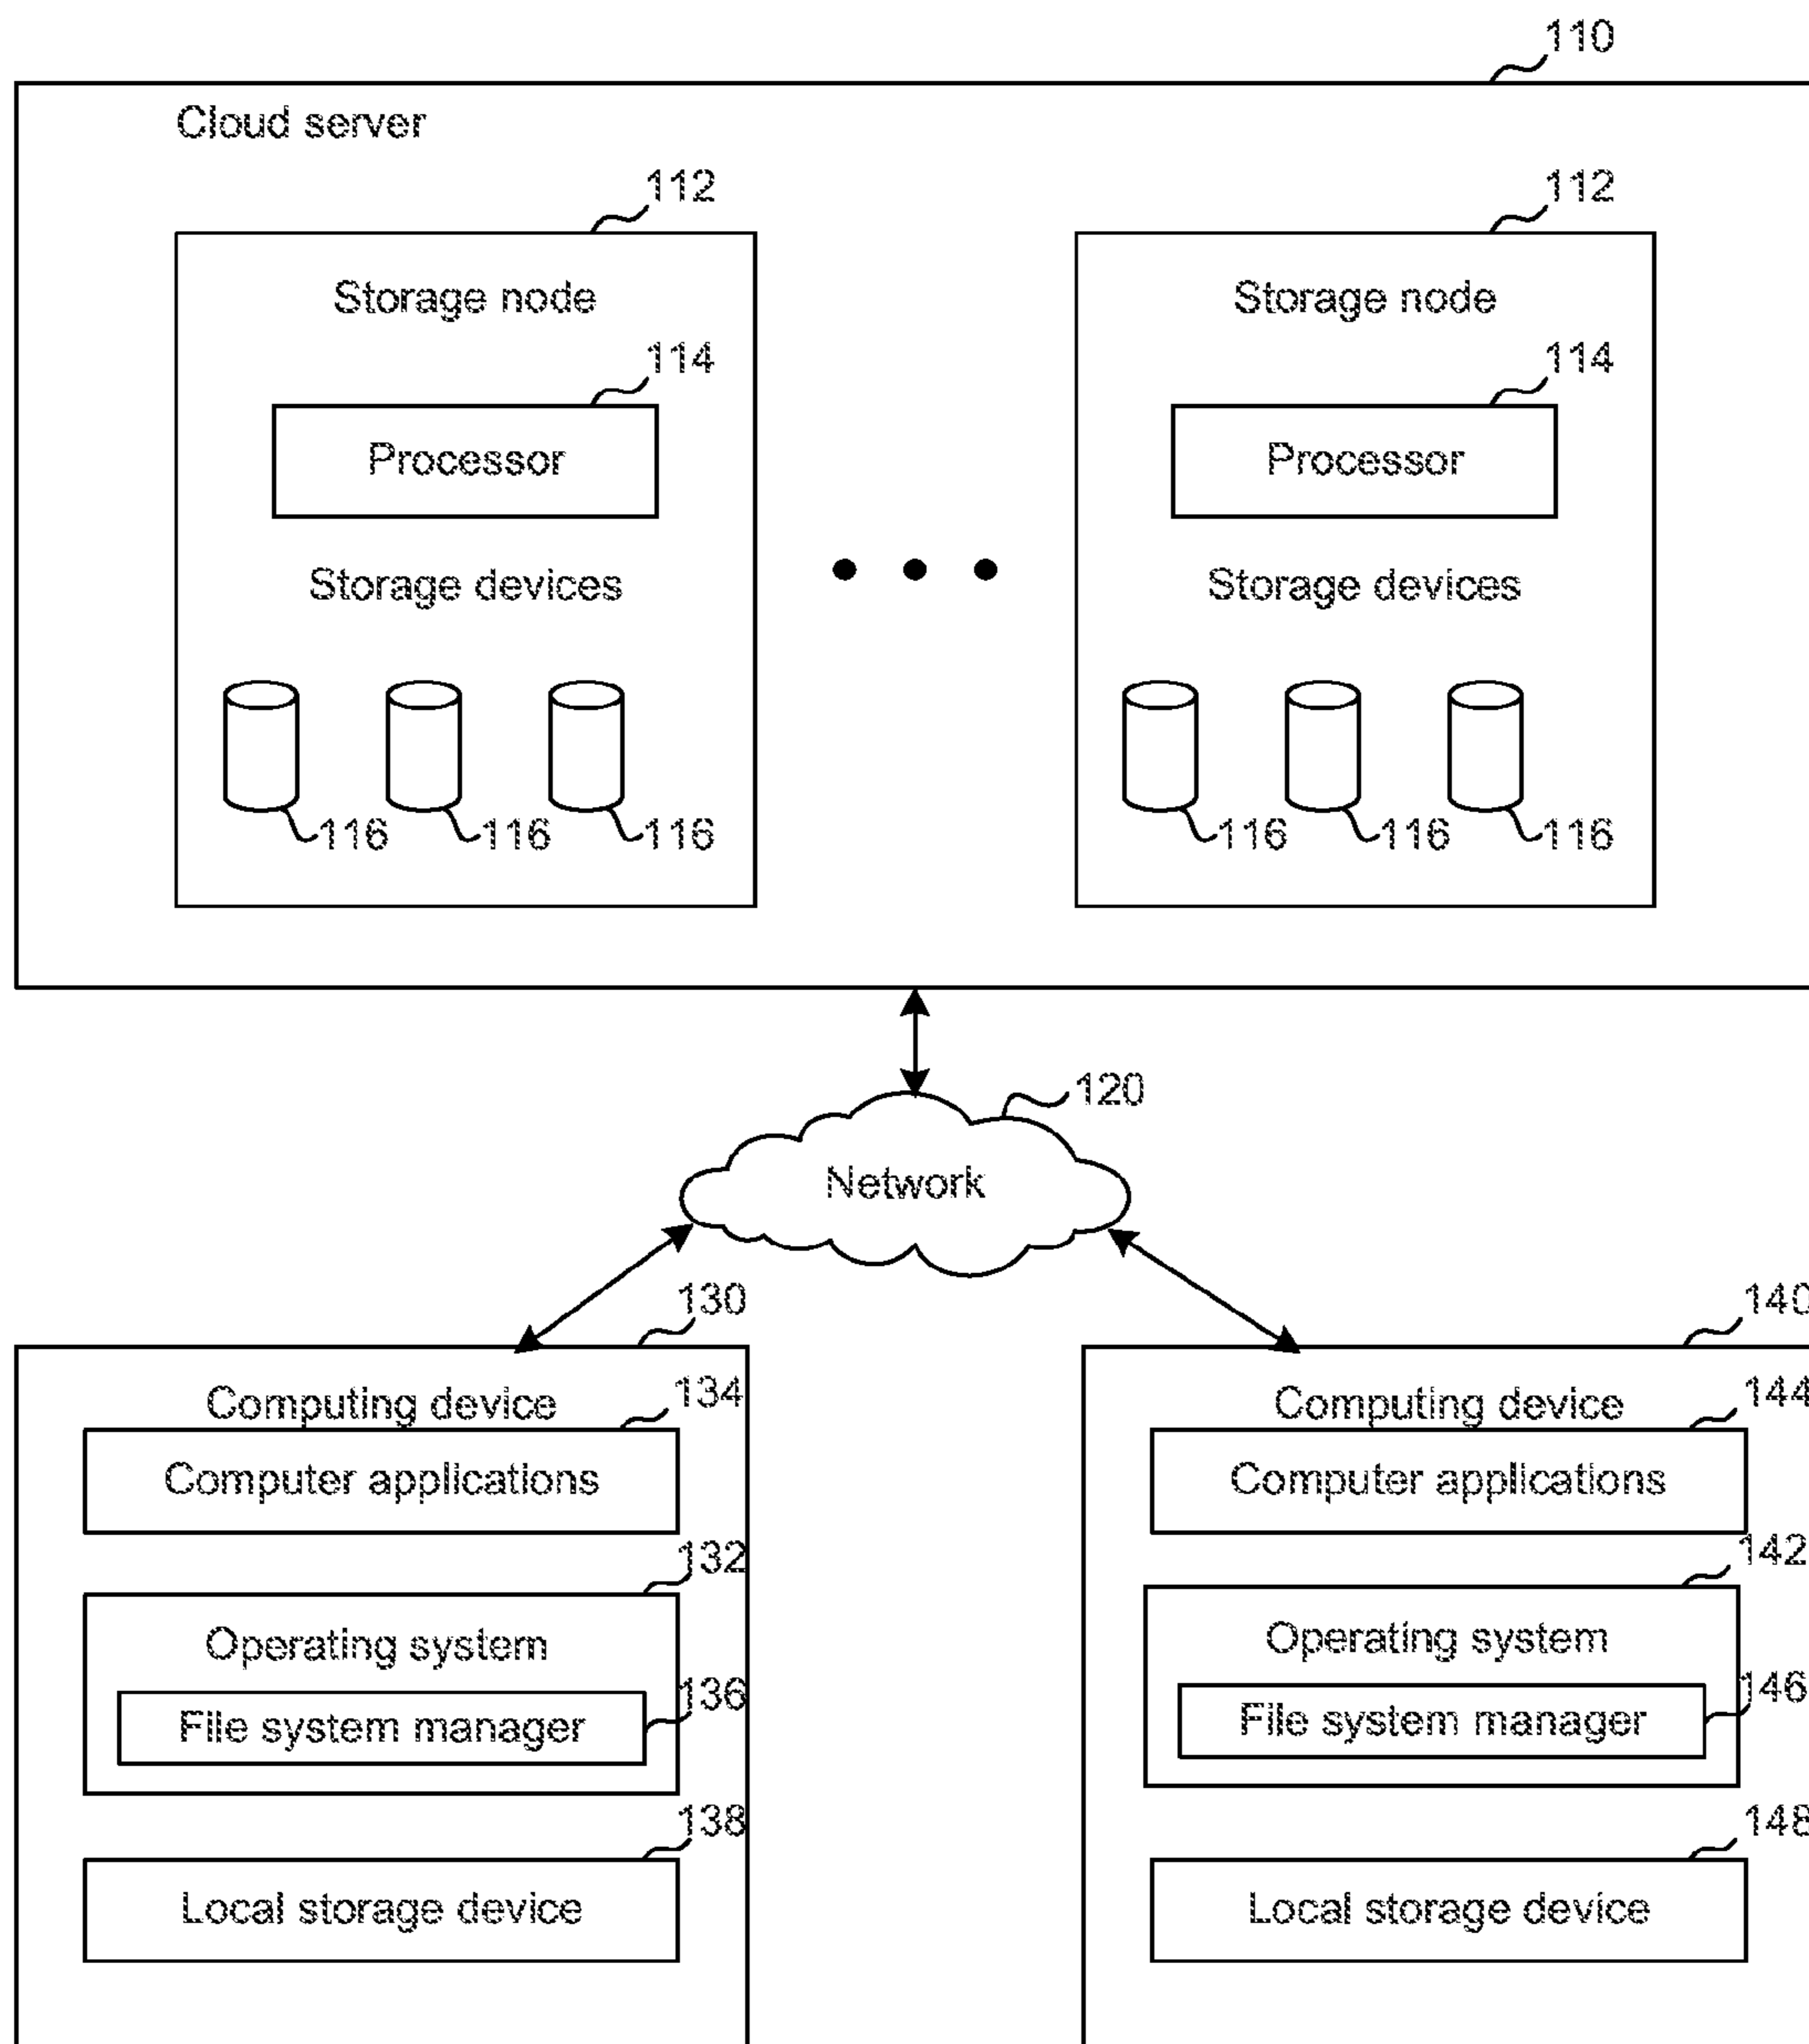 110
Cloud server
112 112
Storage node Storage node
114 114
Processor Processor
Storage devices Storage devices
116 116 116 116 116 116
120
Network
130 140
Computing device 134 Computing device 144
Computer applications Computer applications
132 142
Operating system Operating system
136 146
File system manager File system manager
138 148
Local storage device Local storage device